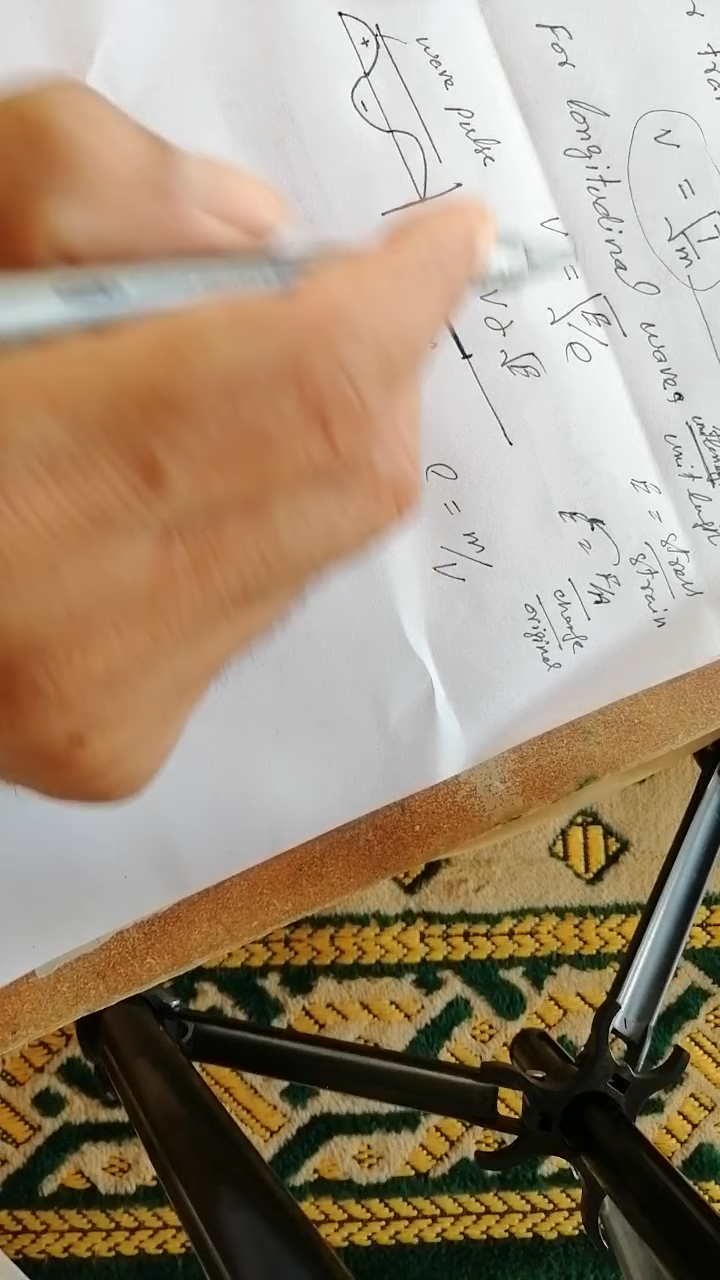 v = √T/m
For longitudinal waves
unit length
v = √E/e
E = stress/strain
E = F/A
change
original
v α √E
wave pulse
+
-
e = m/v